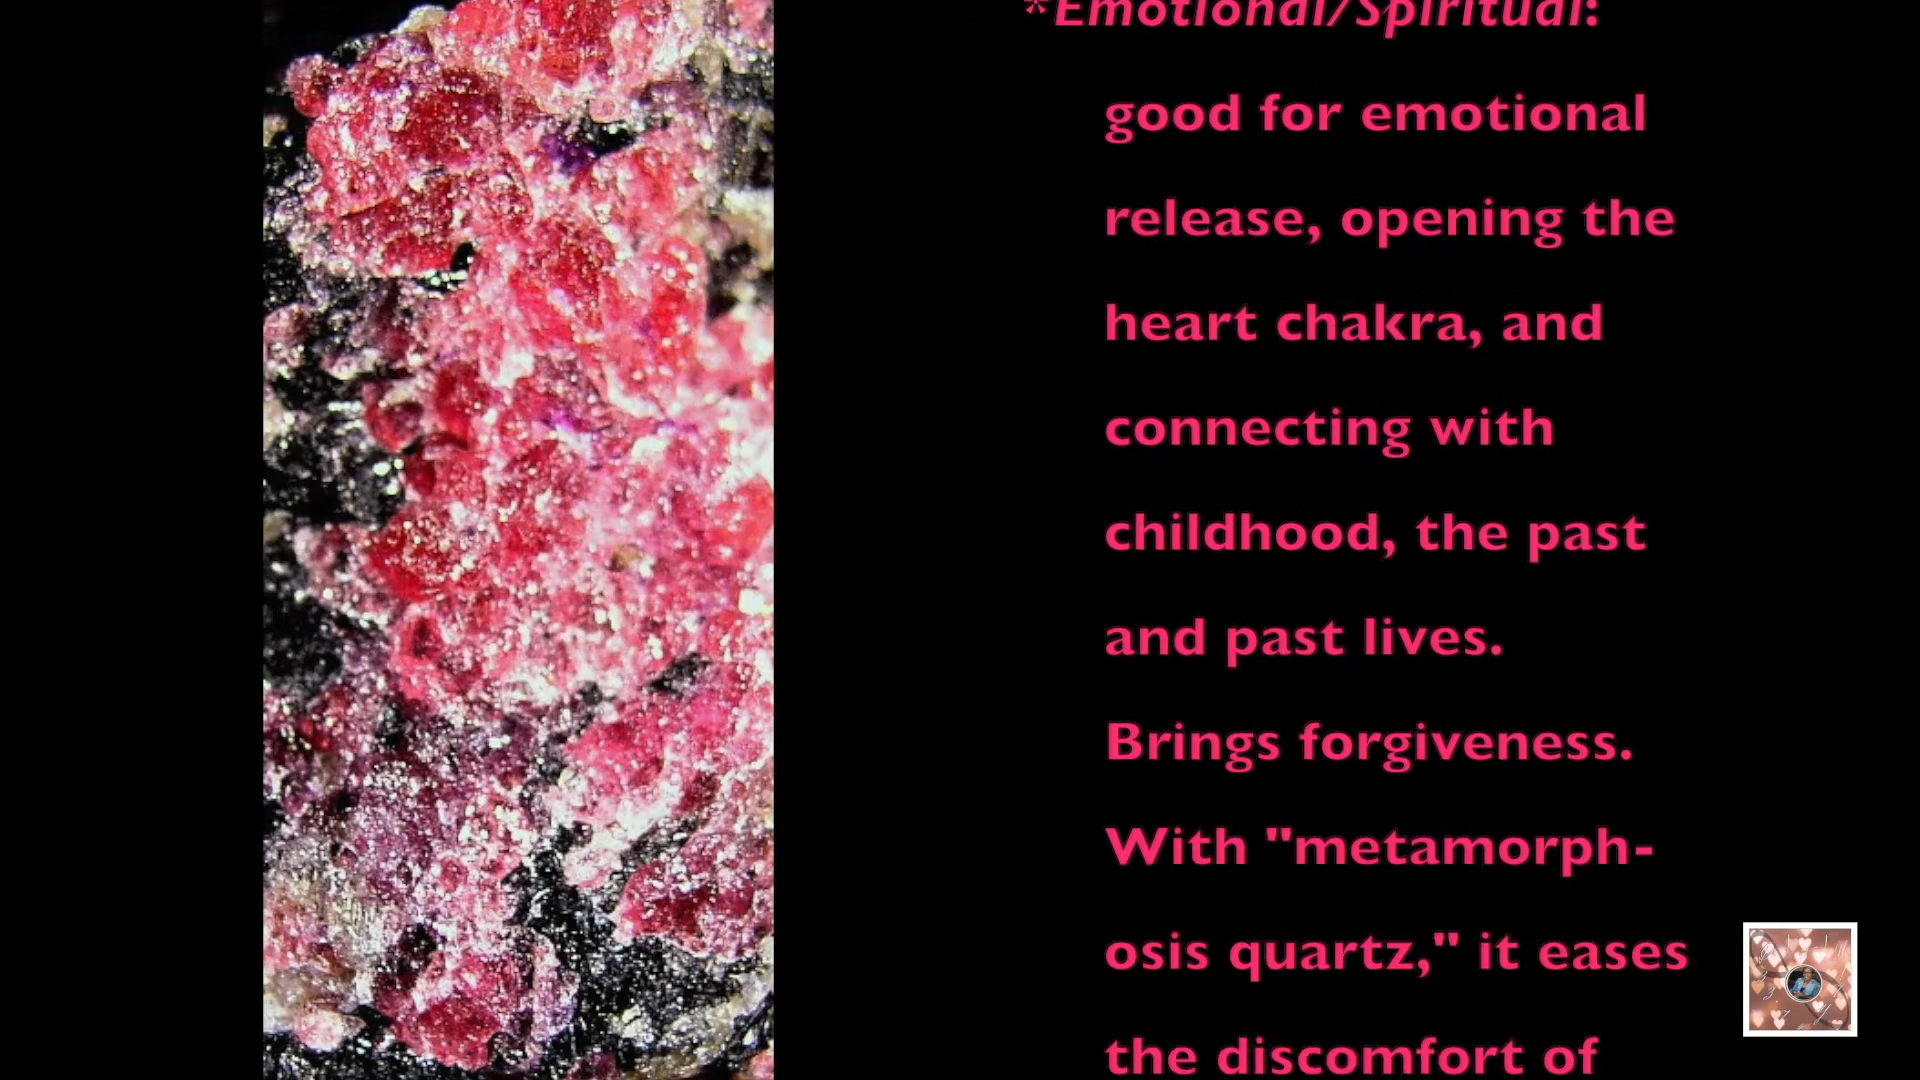 *Emotional/Spiritual:
good for emotional
release, opening the
heart chakra, and
connecting with
childhood, the past
and past lives.
Brings forgiveness.
With "metamorph-
osis quartz," it eases
the discomfort of